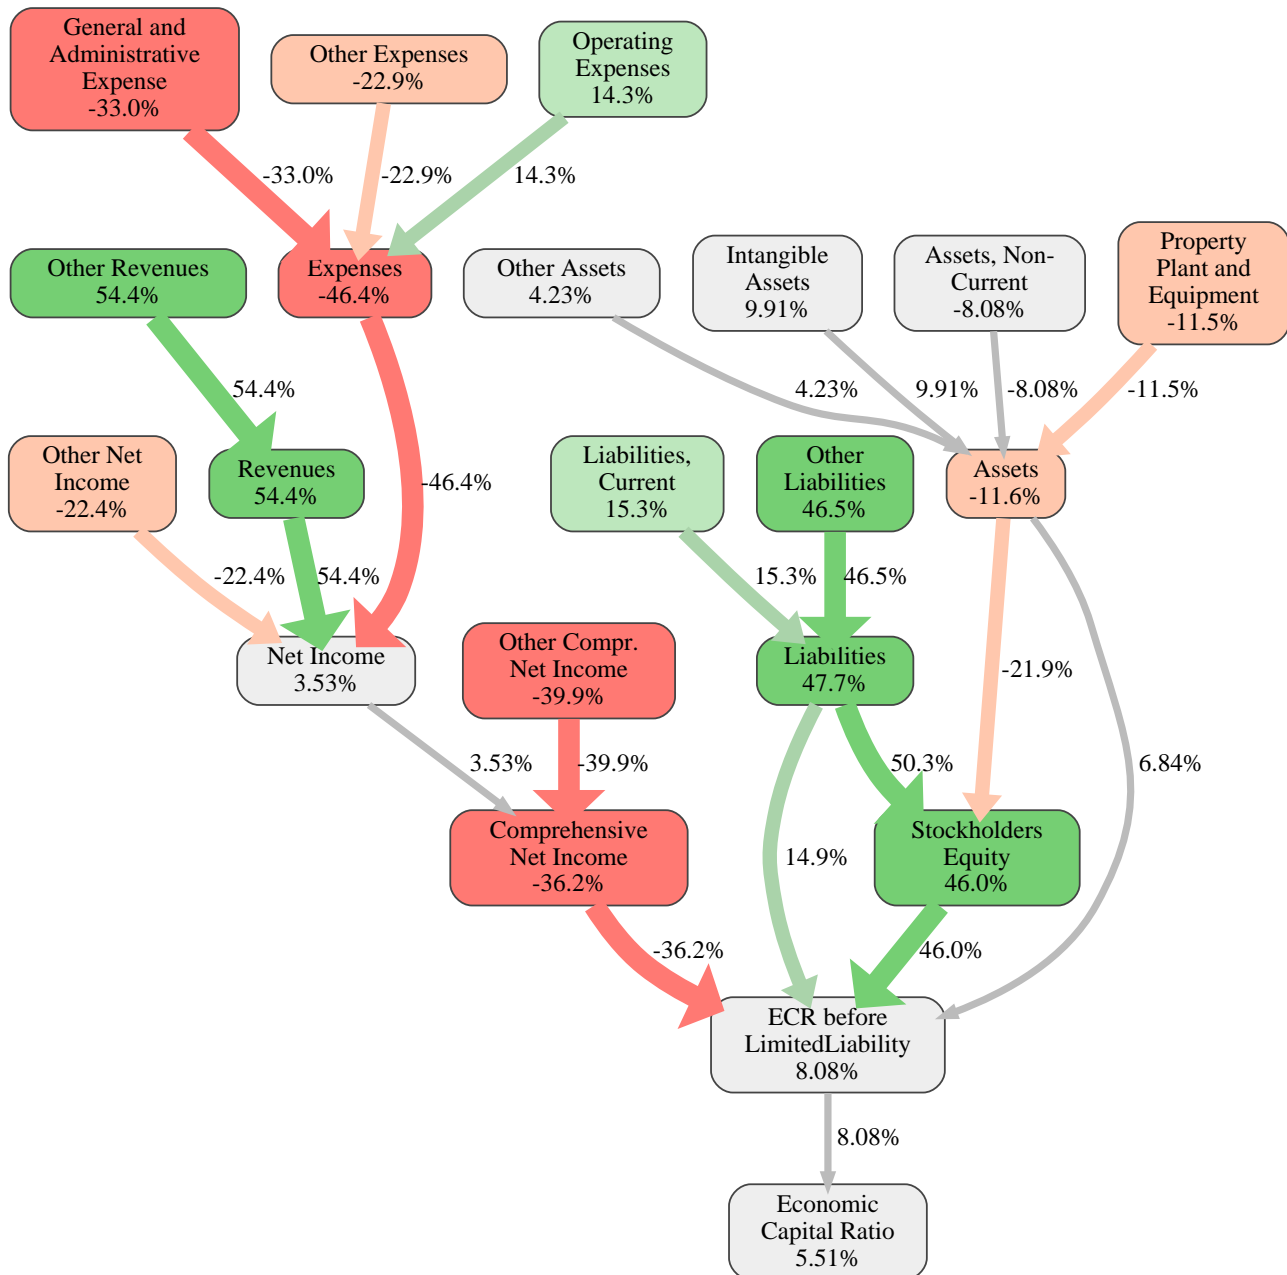 General and
Administrative
Expense
-33.0%
Other Expenses
-22.9%
Operating
Expenses
14.3%
-33.0%
-22.9%
14.3%
Other Revenues
54.4%
Expenses
-46.4%
Other Assets
4.23%
Intangible
Assets
9.91%
Assets, Non-
Current
-8.08%
Property
Plant and
Equipment
-11.5%
54.4%
4.23%
9.91%
-8.08%
-11.5%
Other Net
Income
-22.4%
Revenues
54.4%
-46.4%
Liabilities,
Current
15.3%
Other
Liabilities
46.5%
Assets
-11.6%
-22.4%
54.4%
15.3%
46.5%
Net Income
3.53%
Other Compr.
Net Income
-39.9%
Liabilities
47.7%
-21.9%
3.53%
-39.9%
50.3%
6.84%
Comprehensive
Net Income
-36.2%
14.9%
Stockholders
Equity
46.0%
-36.2%
46.0%
ECR before
LimitedLiability
8.08%
8.08%
Economic
Capital Ratio
5.51%